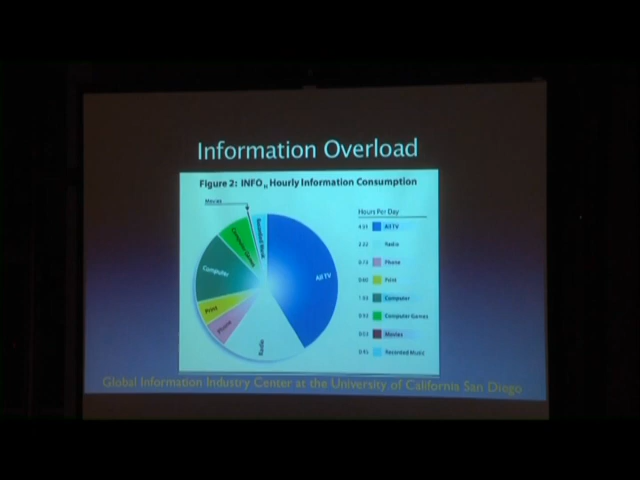 Information Overload
Figure 2: INFO H Hourly Information Consumption
Movies
Recorded Music
Computer Games
Computer
Print
Phone
Radio
All TV
Hours Per Day
All TV
2.22 Radio
Phone
Print
Computer
Computer Games
Movies
Recorded Music
Global Information Industry Center at the University of California San Diego